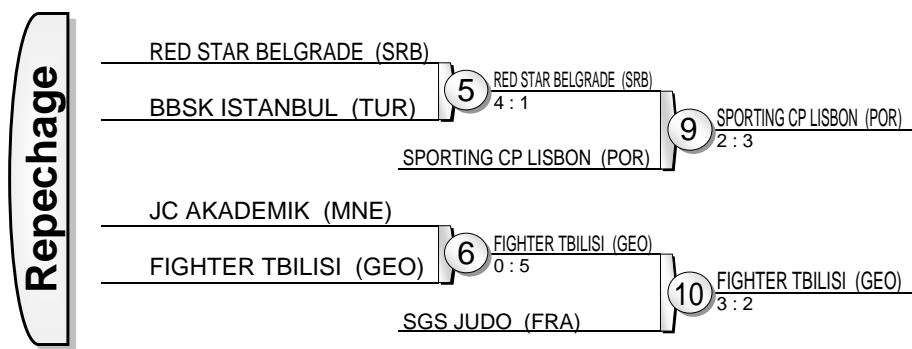 Repechage
RED STAR BELGRADE (SRB)
BBSK ISTANBUL (TUR)
5
RED STAR BELGRADE (SRB)
4 : 1
SPORTING CP LISBON (POR)
9
SPORTING CP LISBON (POR)
2 : 3
JC AKADEMIK (MNE)
FIGHTER TBILISI (GEO)
6
FIGHTER TBILISI (GEO)
0 : 5
SGS JUDO (FRA)
10
FIGHTER TBILISI (GEO)
3 : 2